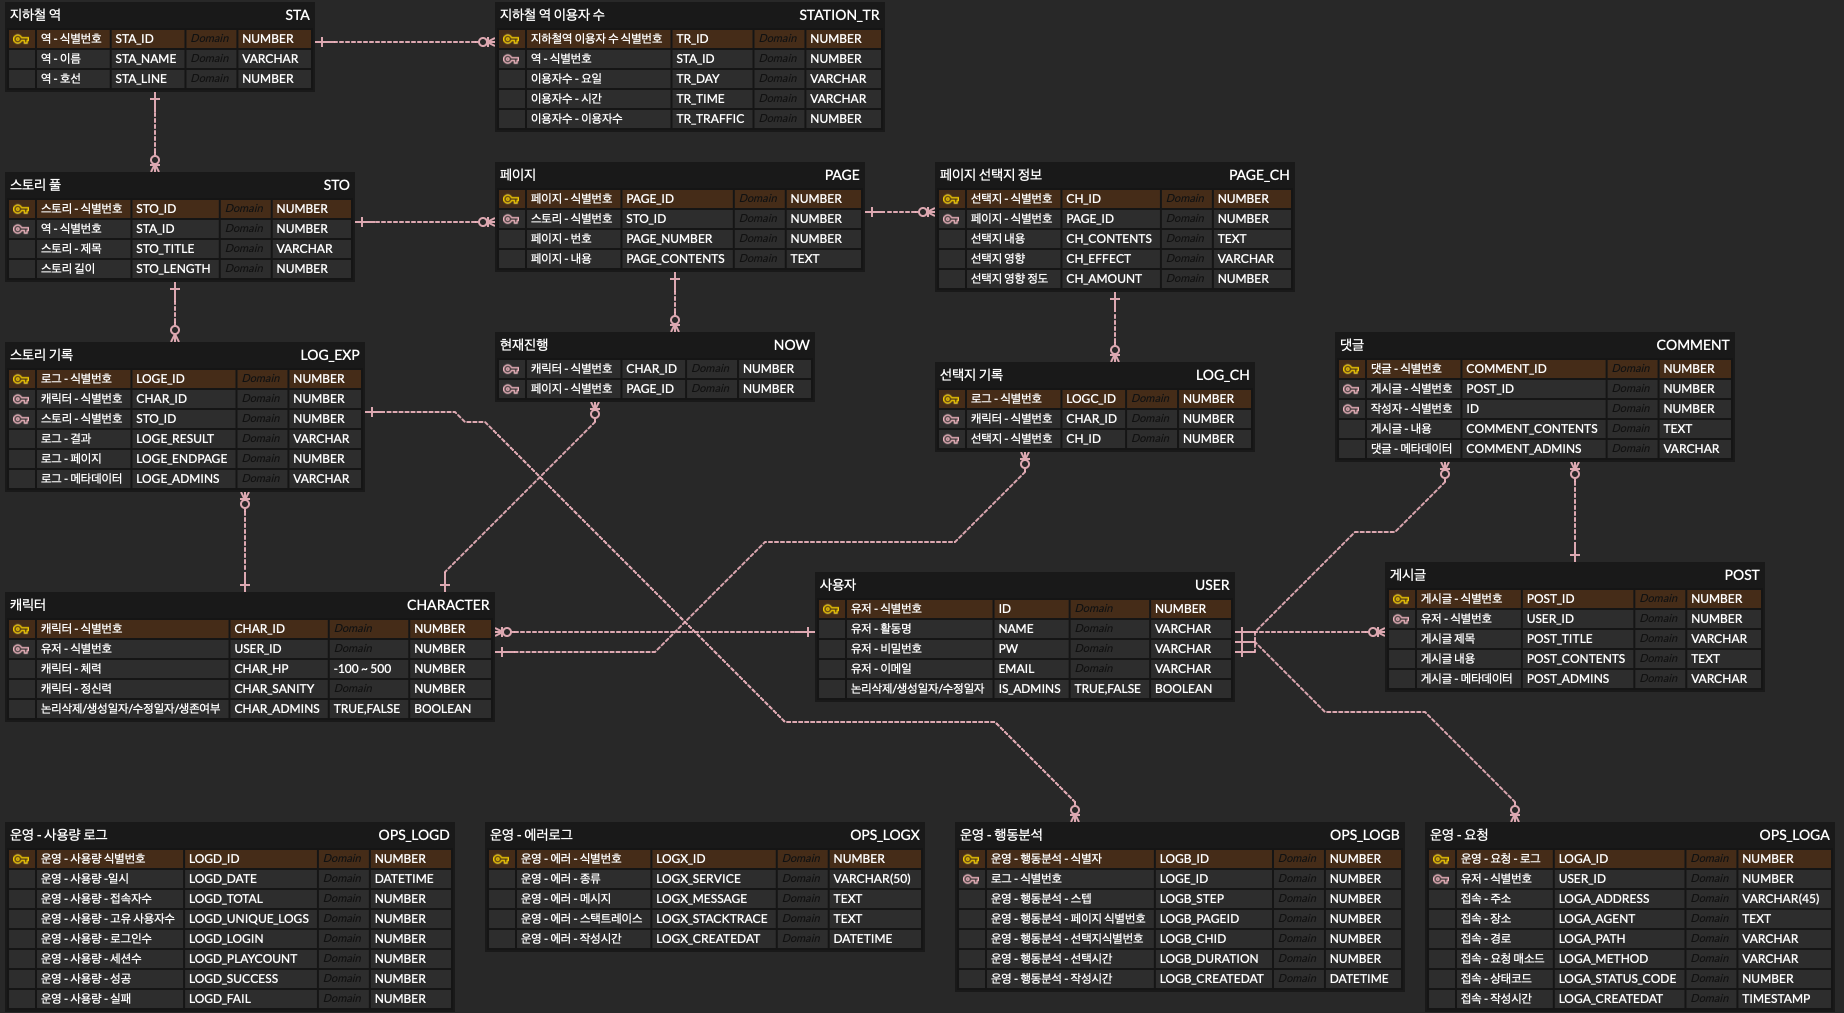 지하철 역 STA
역 - 식별번호 STA_ID Domain NUMBER
역 - 이름 STA_NAME Domain VARCHAR
역 - 호선 STA_LINE Domain NUMBER
지하철 역 이용자 수 STATION_TR
지하철역 이용자 수 식별번호 TR_ID Domain NUMBER
역 - 식별번호 STA_ID Domain NUMBER
이용자수 - 요일 TR_DAY Domain VARCHAR
이용자수 - 시간 TR_TIME Domain VARCHAR
이용자수 - 이용자수 TR_TRAFFIC Domain NUMBER
스토리 풀 STO
스토리 - 식별번호 STO_ID Domain NUMBER
역 - 식별번호 STA_ID Domain NUMBER
스토리 - 제목 STO_TITLE Domain VARCHAR
스토리 길이 STO_LENGTH Domain NUMBER
페이지 PAGE
페이지 - 식별번호 PAGE_ID Domain NUMBER
스토리 - 식별번호 STO_ID Domain NUMBER
페이지 - 번호 PAGE_NUMBER Domain NUMBER
페이지 - 내용 PAGE_CONTENTS Domain TEXT
페이지 선택지 정보 PAGE_CH
선택지 - 식별번호 CH_ID Domain NUMBER
페이지 - 식별번호 PAGE_ID Domain NUMBER
선택지 내용 CH_CONTENTS Domain TEXT
선택지 영향 CH_EFFECT Domain VARCHAR
선택지 영향 정도 CH_AMOUNT Domain NUMBER
스토리 기록 LOG_EXP
로그 - 식별번호 LOGE_ID Domain NUMBER
캐릭터 - 식별번호 CHAR_ID Domain NUMBER
스토리 - 식별번호 STO_ID Domain NUMBER
로그 - 결과 LOGE_RESULT Domain VARCHAR
로그 - 페이지 LOGE_ENDPAGE Domain NUMBER
로그 - 메타데이터 LOGE_ADMINS Domain VARCHAR
현재진행 NOW
캐릭터 - 식별번호 CHAR_ID Domain NUMBER
페이지 - 식별번호 PAGE_ID Domain NUMBER
선택지 기록 LOG_CH
로그 - 식별번호 LOGC_ID Domain NUMBER
캐릭터 - 식별번호 CHAR_ID Domain NUMBER
선택지 - 식별번호 CH_ID Domain NUMBER
댓글 COMMENT
댓글 - 식별번호 COMMENT_ID Domain NUMBER
게시글 - 식별번호 POST_ID Domain NUMBER
작성자 - 식별번호 ID Domain NUMBER
게시글 - 내용 COMMENT_CONTENTS Domain TEXT
댓글 - 메타데이터 COMMENT_ADMINS Domain VARCHAR
캐릭터 CHARACTER
캐릭터 - 식별번호 CHAR_ID Domain NUMBER
유저 - 식별번호 USER_ID Domain NUMBER
캐릭터 - 체력 CHAR_HP -100 ~ 500 NUMBER
캐릭터 - 정신력 CHAR_SANITY Domain NUMBER
논리삭제/생성일자/수정일자/생존여부 CHAR_ADMINS TRUE,FALSE BOOLEAN
사용자 USER
유저 - 식별번호 ID Domain NUMBER
유저 - 활동명 NAME Domain VARCHAR
유저 - 비밀번호 PW Domain VARCHAR
유저 - 이메일 EMAIL Domain VARCHAR
논리삭제/생성일자/수정일자 IS_ADMINS TRUE,FALSE BOOLEAN
게시글 POST
게시글 - 식별번호 POST_ID Domain NUMBER
유저 - 식별번호 USER_ID Domain NUMBER
게시글 제목 POST_TITLE Domain VARCHAR
게시글 내용 POST_CONTENTS Domain TEXT
게시글 - 메타데이터 POST_ADMINS Domain VARCHAR
운영 - 사용량 로그 OPS_LOGD
운영 - 사용량 식별번호 LOGD_ID Domain NUMBER
운영 - 사용량 -일시 LOGD_DATE Domain DATETIME
운영 - 사용량 - 접속자수 LOGD_TOTAL Domain NUMBER
운영 - 사용량 - 고유 사용자수 LOGD_UNIQUE_LOGS Domain NUMBER
운영 - 사용량 - 로그인수 LOGD_LOGIN Domain NUMBER
운영 - 사용량 - 세션수 LOGD_PLAYCOUNT Domain NUMBER
운영 - 사용량 - 성공 LOGD_SUCCESS Domain NUMBER
운영 - 사용량 - 실패 LOGD_FAIL Domain NUMBER
운영 - 에러로그 OPS_LOGX
운영 - 에러 - 식별번호 LOGX_ID Domain NUMBER
운영 - 에러 - 종류 LOGX_SERVICE Domain VARCHAR(50)
운영 - 에러 - 메시지 LOGX_MESSAGE Domain TEXT
운영 - 에러 - 스택트레이스 LOGX_STACKTRACE Domain TEXT
운영 - 에러 - 작성시간 LOGX_CREATEDAT Domain DATETIME
운영 - 행동분석 OPS_LOGB
운영 - 행동분석 - 식별자 LOGB_ID Domain NUMBER
로그 - 식별번호 LOGE_ID Domain NUMBER
운영 - 행동분석 - 스텝 LOGB_STEP Domain NUMBER
운영 - 행동분석 - 페이지 식별번호 LOGB_PAGEID Domain NUMBER
운영 - 행동분석 - 선택지식별번호 LOGB_CHID Domain NUMBER
운영 - 행동분석 - 선택시간 LOGB_DURATION Domain NUMBER
운영 - 행동분석 - 작성시간 LOGB_CREATEDAT Domain DATETIME
운영 - 요청 OPS_LOGA
운영 - 요청 - 로그 LOGA_ID Domain NUMBER
유저 - 식별번호 USER_ID Domain NUMBER
접속 - 주소 LOGA_ADDRESS Domain VARCHAR(45)
접속 - 장소 LOGA_AGENT Domain TEXT
접속 - 경로 LOGA_PATH Domain VARCHAR
접속 - 요청 매소드 LOGA_METHOD Domain VARCHAR
접속 - 상태코드 LOGA_STATUS_CODE Domain NUMBER
접속 - 작성시간 LOGA_CREATEDAT Domain TIMESTAMP